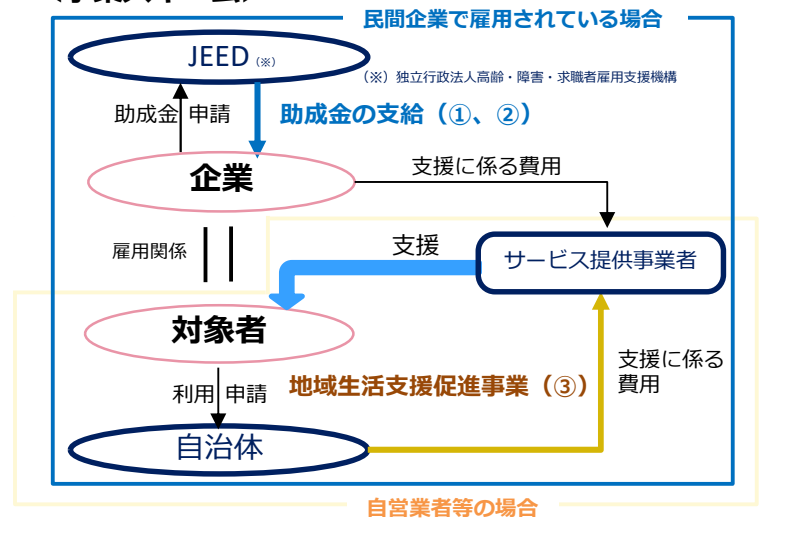 民間企業で雇用されている場合
JEED（※）
（※）独立行政法人高齢・障害・求職者雇用支援機構
助成金 申請
助成金の支給（①、②）
企業
支援に係る費用
雇用関係
支援
サービス提供事業者
対象者
支援に係る
費用
利用 申請
地域生活支援促進事業（③）
自治体
自営業者等の場合